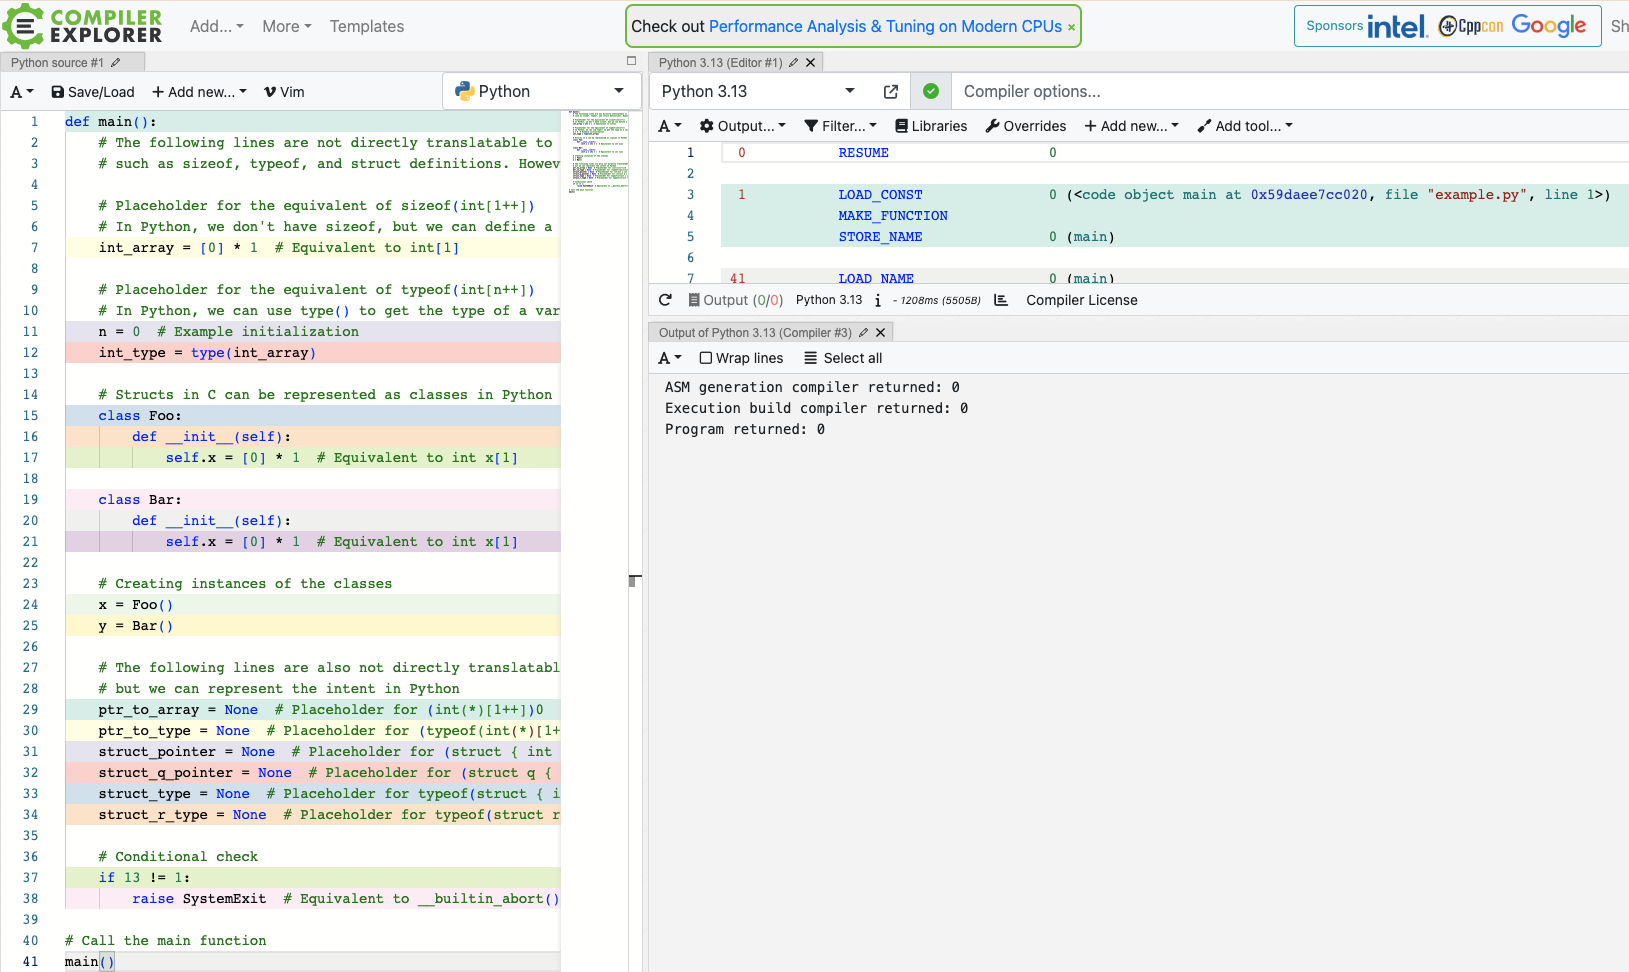 COMPILER
EXPLORER
Add...
More
Templates
Check out Performance Analysis & Tuning on Modern CPUs ×
Sponsors intel. Cppcon Google
Sh
Python source #1
A
Save/Load
+ Add new...
Vim
Python
1 def main():
2 # The following lines are not directly translatable to
3 # such as sizeof, typeof, and struct definitions. Howev
4
5 # Placeholder for the equivalent of sizeof(int[1++])
6 # In Python, we don't have sizeof, but we can define a
7 int_array = [0] * 1  # Equivalent to int[1]
8
9 # Placeholder for the equivalent of typeof(int[n++])
10 # In Python, we can use type() to get the type of a var
11 n = 0  # Example initialization
12 int_type = type(int_array)
13
14 # Structs in C can be represented as classes in Python
15 class Foo:
16 def __init__(self):
17 self.x = [0] * 1  # Equivalent to int x[1]
18
19 class Bar:
20 def __init__(self):
21 self.x = [0] * 1  # Equivalent to int x[1]
22
23 # Creating instances of the classes
24 x = Foo()
25 y = Bar()
26
27 # The following lines are also not directly translatabl
28 # but we can represent the intent in Python
29 ptr_to_array = None  # Placeholder for (int(*)[1++])0
30 ptr_to_type = None  # Placeholder for (typeof(int(*)[1+
31 struct_pointer = None  # Placeholder for (struct { int
32 struct_q_pointer = None  # Placeholder for (struct q {
33 struct_type = None  # Placeholder for typeof(struct { i
34 struct_r_type = None  # Placeholder for typeof(struct r
35
36 # Conditional check
37 if 13 != 1:
38 raise SystemExit  # Equivalent to __builtin_abort()
39
40 # Call the main function
41 main()
Python 3.13 (Editor #1)
Python 3.13
Compiler options...
A
Output...
Filter...
Libraries
Overrides
+ Add new...
Add tool...
1 0 RESUME 0
2
3 1 LOAD_CONST 0 (<code object main at 0x59daee7cc020, file "example.py", line 1>)
4 MAKE_FUNCTION
5 STORE_NAME 0 (main)
6
7 41 LOAD_NAME 0 (main)
Output (0/0) Python 3.13 i - 1208ms (5505B) Compiler License
Output of Python 3.13 (Compiler #3)
A
Wrap lines
Select all
ASM generation compiler returned: 0
Execution build compiler returned: 0
Program returned: 0